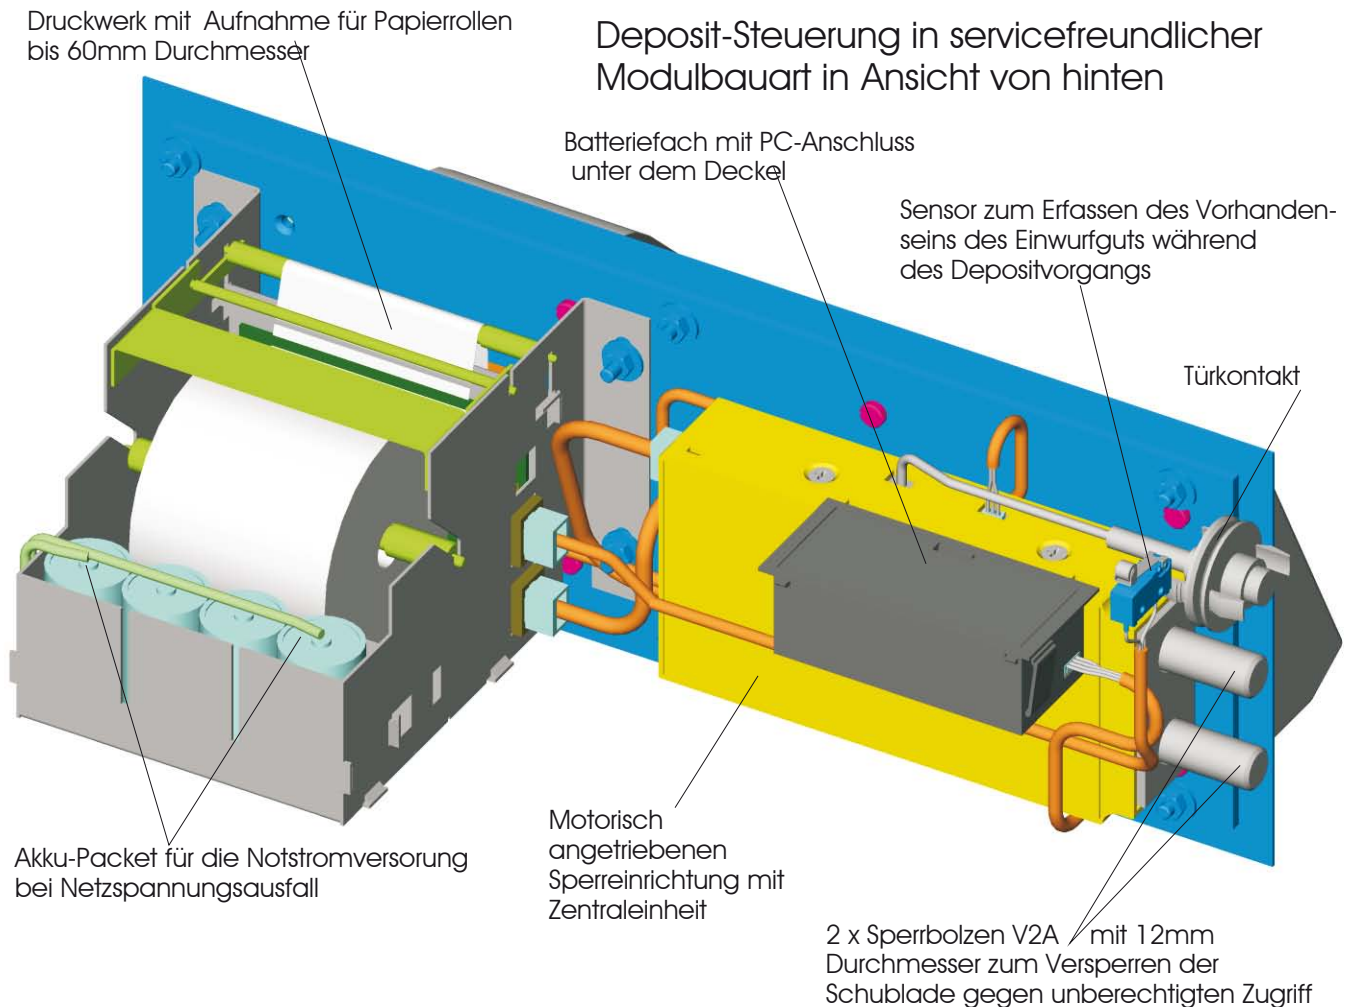 Druckwerk mit Aufnahme für Papierrollen
bis 60mm Durchmesser
Deposit-Steuerung in servicefreundlicher
Modulbauart in Ansicht von hinten
Batteriefach mit PC-Anschluss
unter dem Deckel
Sensor zum Erfassen des Vorhanden-
seins des Einwurfguts während
des Depositvorgangs
Türkontakt
Akku-Packet für die Notstromversorung
bei Netzspannungsausfall
Motorisch
angetriebenen
Sperreinrichtung mit
Zentraleinheit
2 x Sperrbolzen V2A mit 12mm
Durchmesser zum Versperren der
Schublade gegen unberechtigten Zugriff